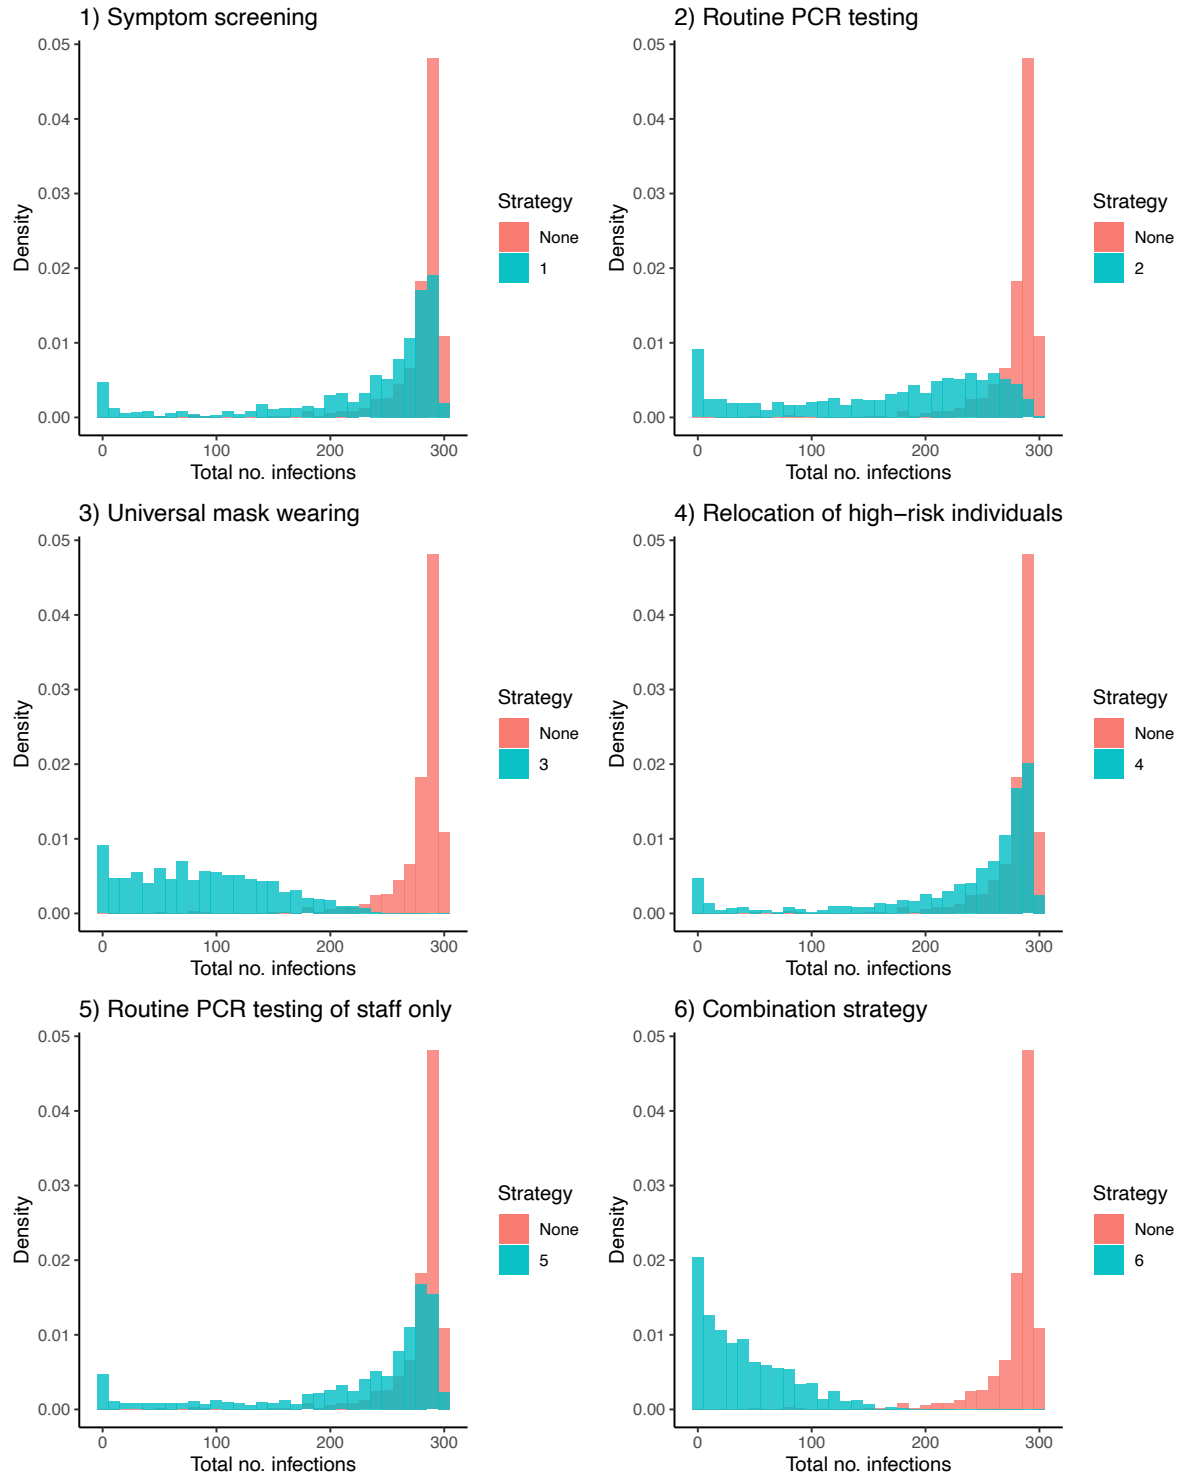 1) Symptom screening
0.05
0.04
0.03
0.02
0.01
0.00
Density
0 100 200 300
Total no. infections
Strategy
None
1
2) Routine PCR testing
0.05
0.04
0.03
0.02
0.01
0.00
Density
0 100 200 300
Total no. infections
Strategy
None
2
3) Universal mask wearing
0.05
0.04
0.03
0.02
0.01
0.00
Density
0 100 200 300
Total no. infections
Strategy
None
3
4) Relocation of high−risk individuals
0.05
0.04
0.03
0.02
0.01
0.00
Density
0 100 200 300
Total no. infections
Strategy
None
4
5) Routine PCR testing of staff only
0.05
0.04
0.03
0.02
0.01
0.00
Density
0 100 200 300
Total no. infections
Strategy
None
5
6) Combination strategy
0.05
0.04
0.03
0.02
0.01
0.00
Density
0 100 200 300
Total no. infections
Strategy
None
6